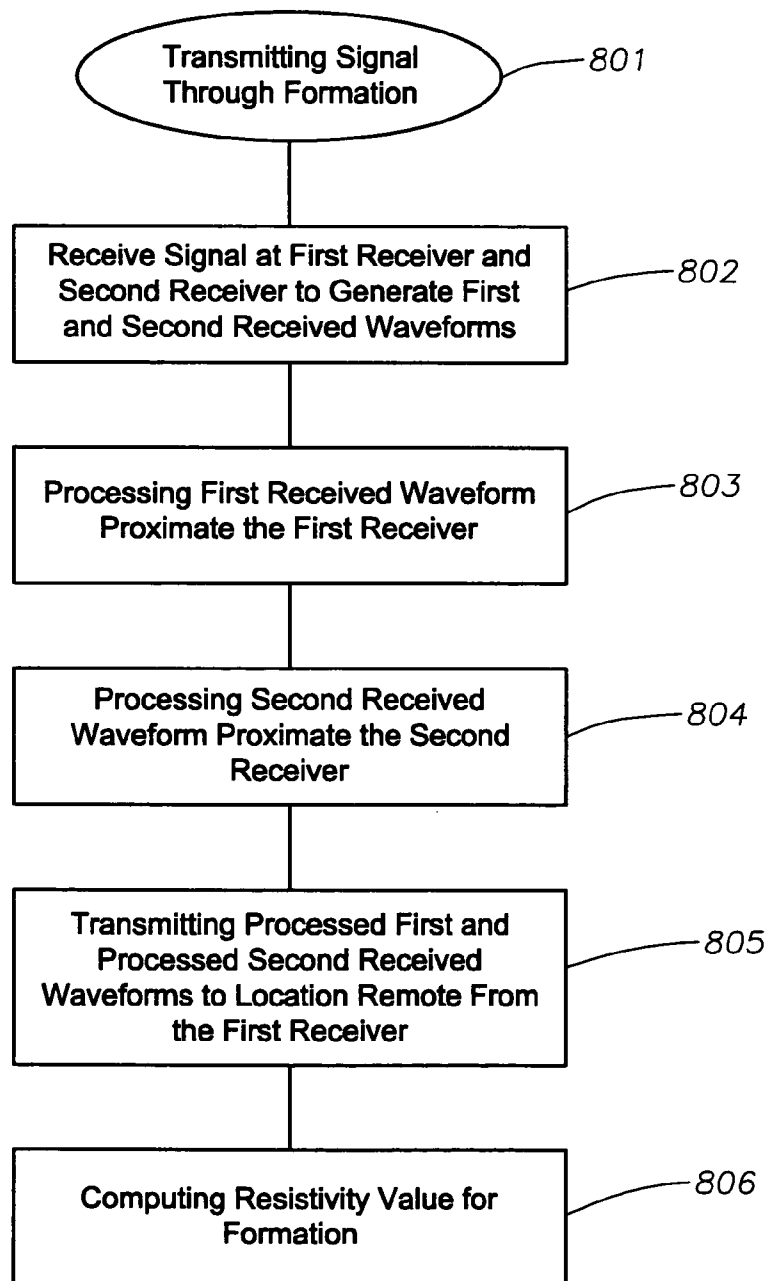 Transmitting Signal
Through Formation
801
Receive Signal at First Receiver and
Second Receiver to Generate First
and Second Received Waveforms
802
Processing First Received Waveform
Proximate the First Receiver
803
Processing Second Received
Waveform Proximate the Second
Receiver
804
Transmitting Processed First and
Processed Second Received
Waveforms to Location Remote From
the First Receiver
805
Computing Resistivity Value for
Formation
806